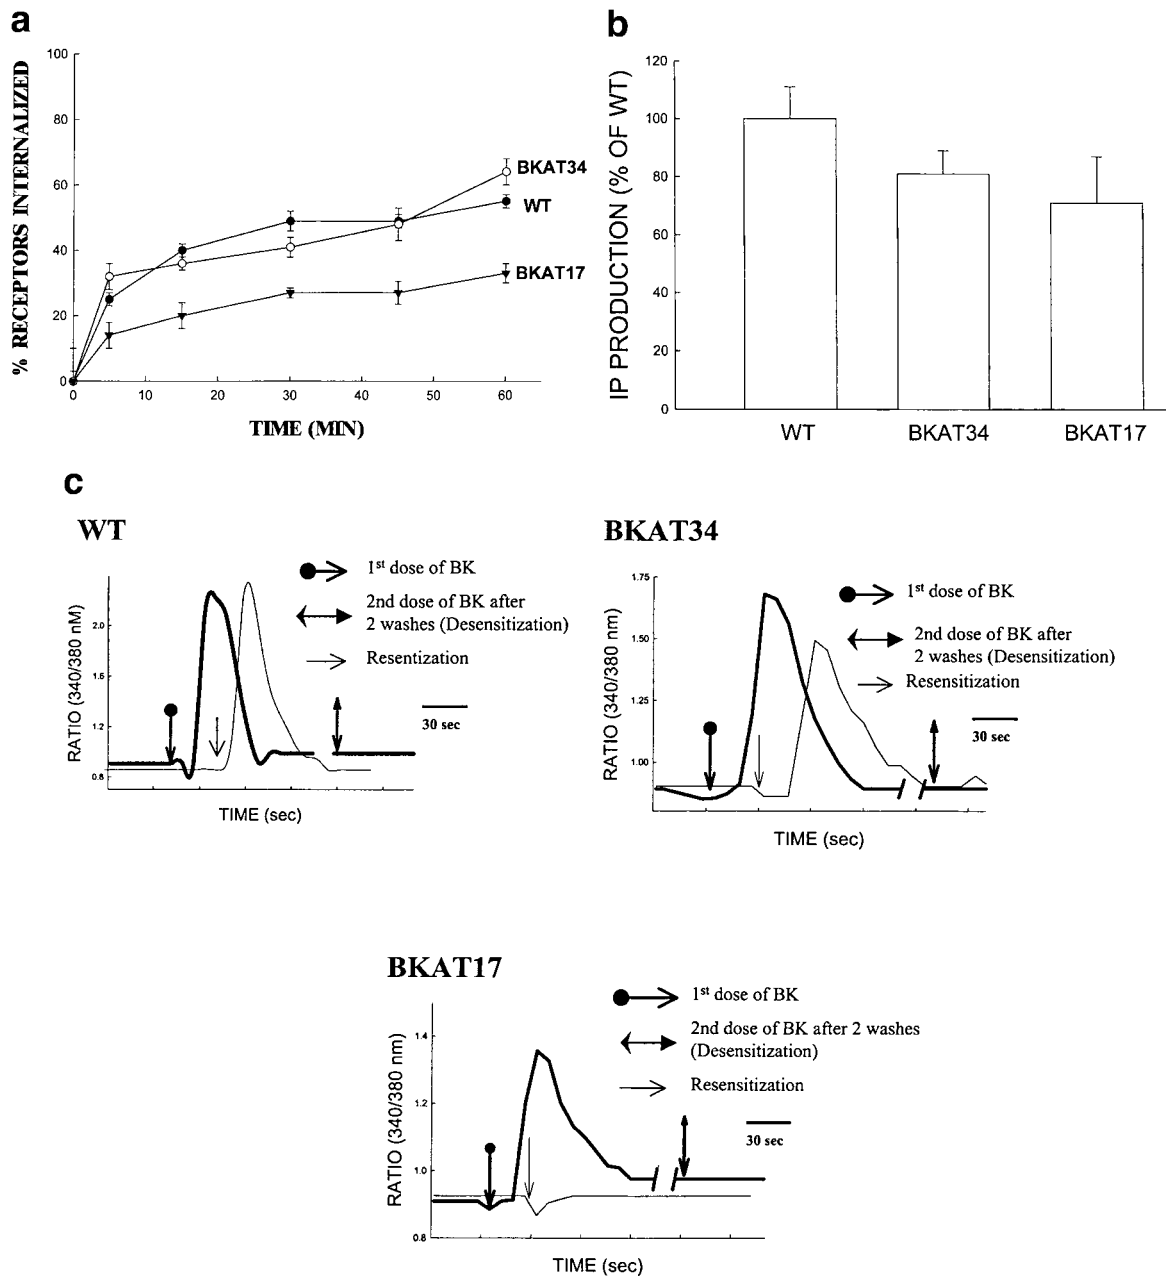 a
% RECEPTORS INTERNALIZED
100
80
60
40
20
0
0 10 20 30 40 50 60
TIME (MIN)
BKAT34
WT
BKAT17
b
IP PRODUCTION (% OF WT)
120
100
80
60
40
20
0
WT BKAT34 BKAT17
c
WT
RATIO (340/380 nM)
2.0
1.6
1.2
0.8
TIME (sec)
1st dose of BK
2nd dose of BK after
2 washes (Desensitization)
Resentization
30 sec
BKAT34
RATIO (340/380 nm)
1.75
1.50
1.25
1.00
TIME (sec)
1st dose of BK
2nd dose of BK after
2 washes (Desensitization)
Resensitization
30 sec
BKAT17
RATIO (340/380 nm)
1.4
1.2
1.0
0.8
TIME (sec)
1st dose of BK
2nd dose of BK after 2 washes
(Desensitization)
Resensitization
30 sec